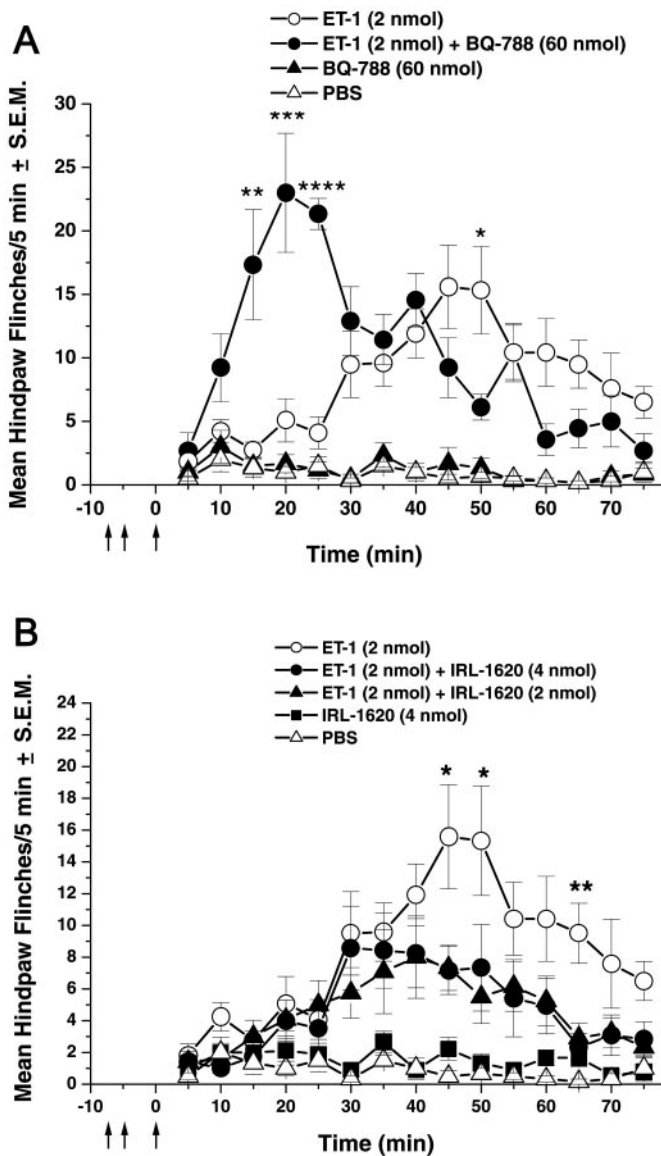 A
ET-1 (2 nmol)
ET-1 (2 nmol) + BQ-788 (60 nmol)
BQ-788 (60 nmol)
PBS
Mean Hindpaw Flinches/5 min ± S.E.M.
30
25
20
15
10
5
0
** *** **** *
-10 0 10 20 30 40 50 60 70
Time (min)
B
ET-1 (2 nmol)
ET-1 (2 nmol) + IRL-1620 (4 nmol)
ET-1 (2 nmol) + IRL-1620 (2 nmol)
IRL-1620 (4 nmol)
PBS
Mean Hindpaw Flinches/5 min ± S.E.M.
24
22
20
18
16
14
12
10
8
6
4
2
0
* * **
-10 0 10 20 30 40 50 60 70
Time (min)